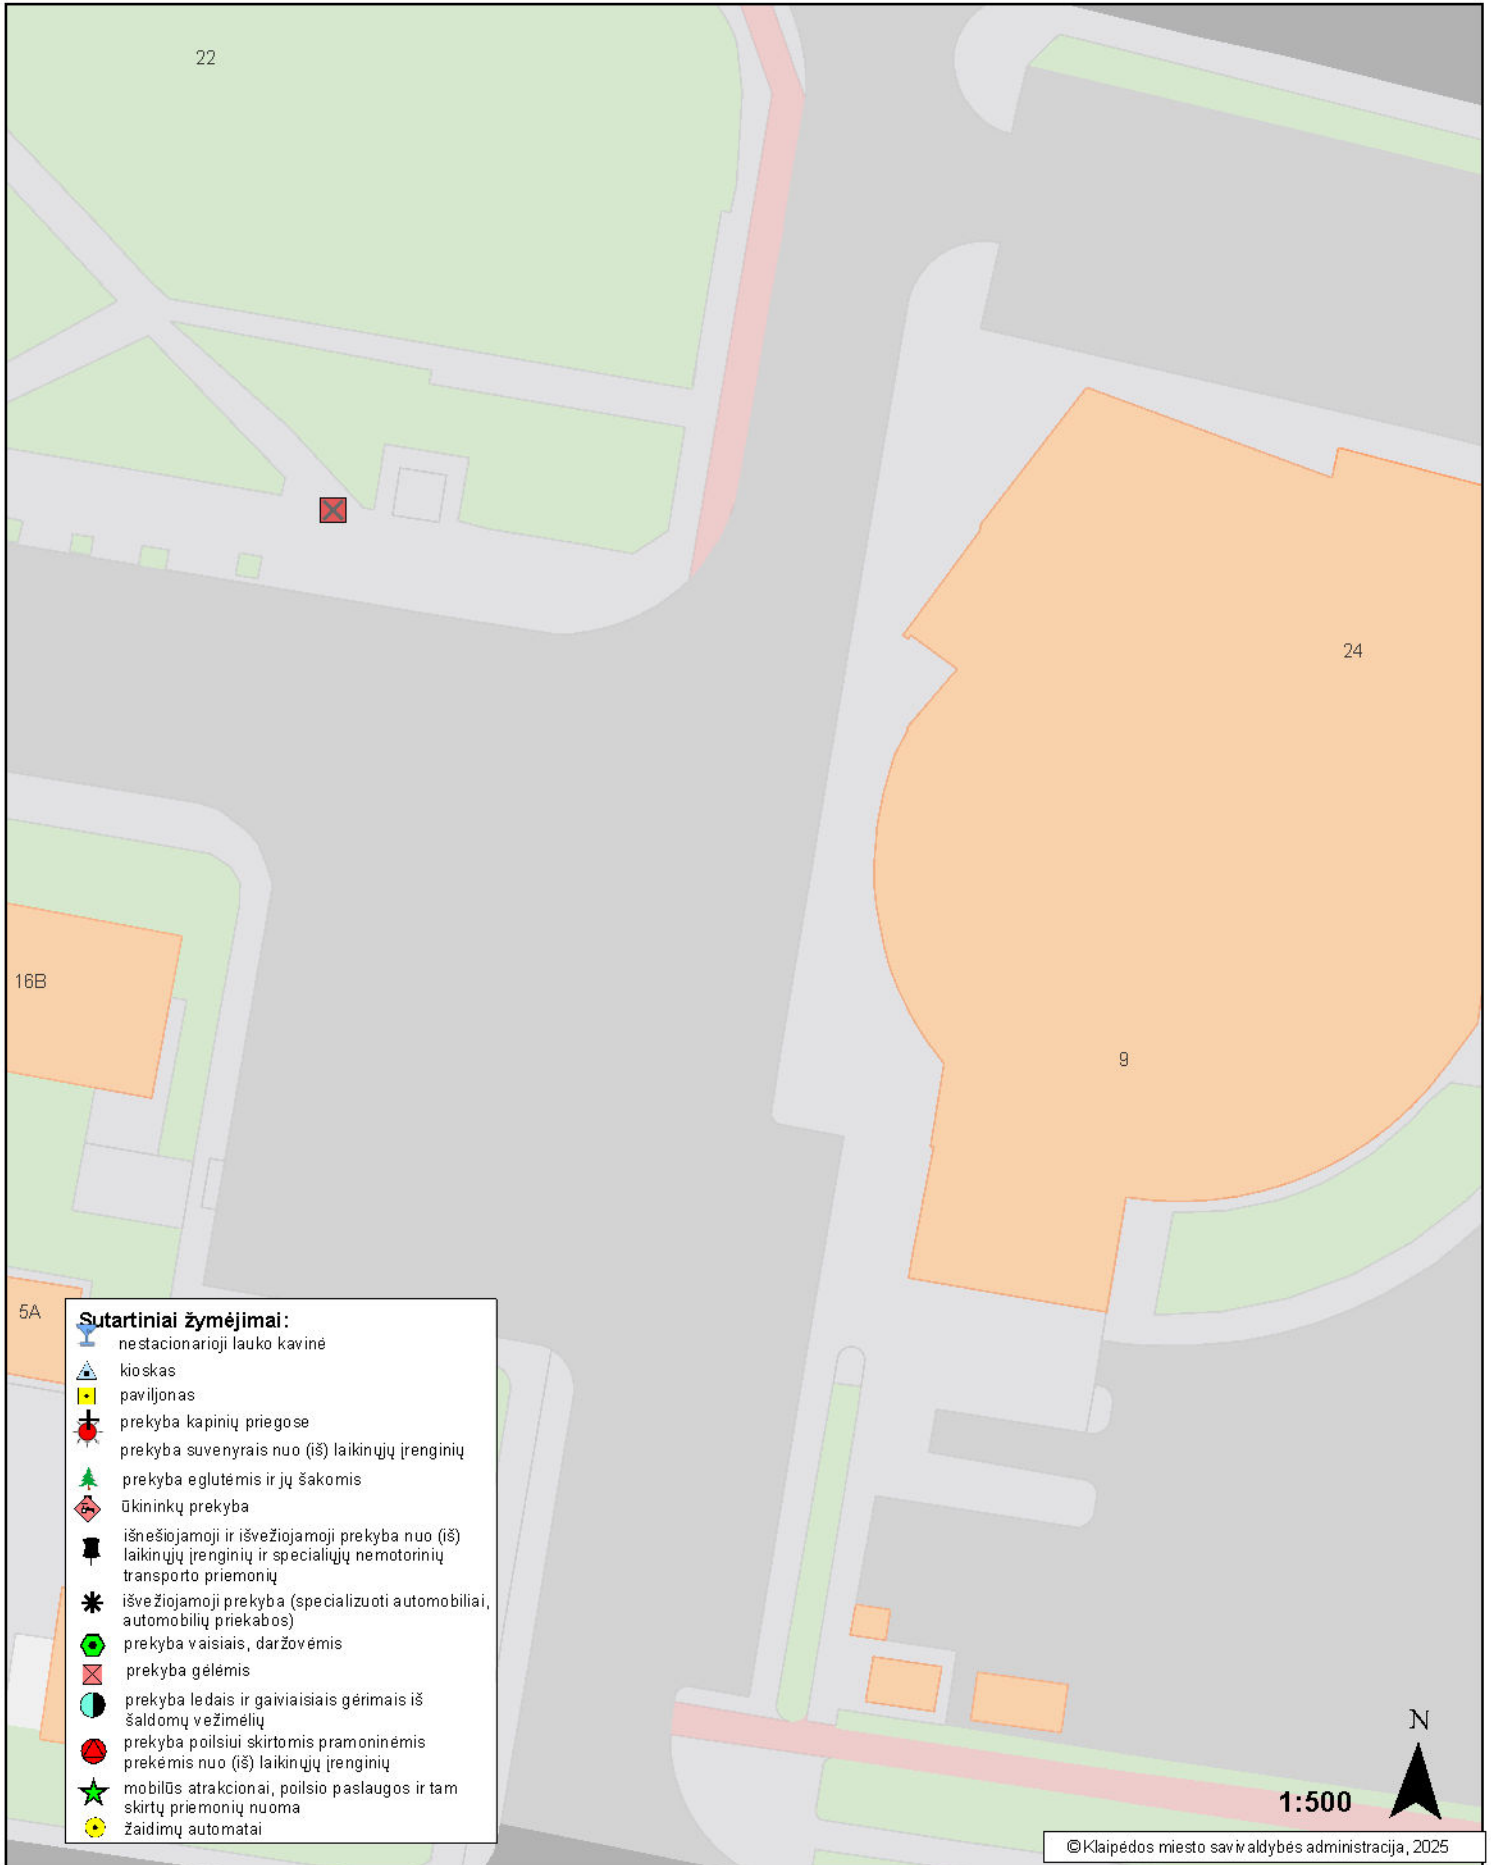 22
24
16B
9
5A
Sutartiniai žymėjimai:
nestacionarioji lauko kavinė
kioskas
paviljonas
prekyba kapinių priegose
prekyba suvenyrais nuo (iš) laikinųjų įrenginių
prekyba eglutėmis ir jų šakomis
ūkininkų prekyba
išnešiojamoji ir išvežiojamoji prekyba nuo (iš)
laikinųjų įrenginių ir specialiųjų nemotorinių
transporto priemonių
išvežiojamoji prekyba (specializuoti automobiliai,
automobilių priekabos)
prekyba vaisiais, daržovėmis
prekyba gėlėmis
prekyba ledais ir gaiviaisiais gėrimais iš
šaldomų vežimėlių
prekyba poilsiui skirtomis pramoninėmis
prekėmis nuo (iš) laikinųjų įrenginių
mobilūs atrakcionai, poilsio paslaugos ir tam
skirtų priemonių nuoma
žaidimų automatai
N
1:500
©Klaipėdos miesto savivaldybės administracija, 2025